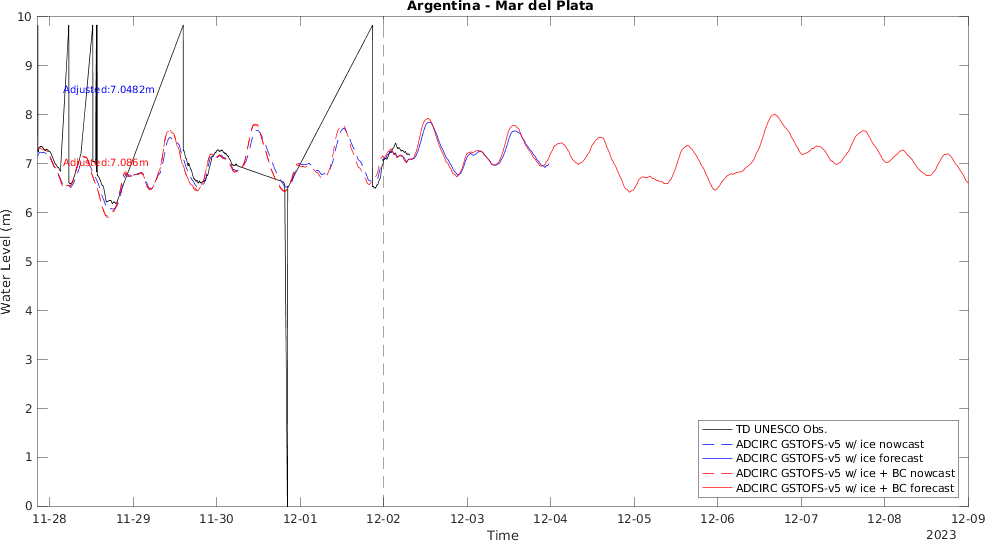 Argentina - Mar del Plata
10
9
8
7
6
5
4
3
2
1
0
Water Level (m)
Adjusted:7.0482m
Adjusted:7.086m
TD UNESCO Obs.
ADCIRC GSTOFS-v5 w/ ice nowcast
ADCIRC GSTOFS-v5 w/ ice forecast
ADCIRC GSTOFS-v5 w/ ice + BC nowcast
ADCIRC GSTOFS-v5 w/ ice + BC forecast
11-28 11-29 11-30 12-01 12-02 12-03 12-04 12-05 12-06 12-07 12-08 12-09
Time
2023